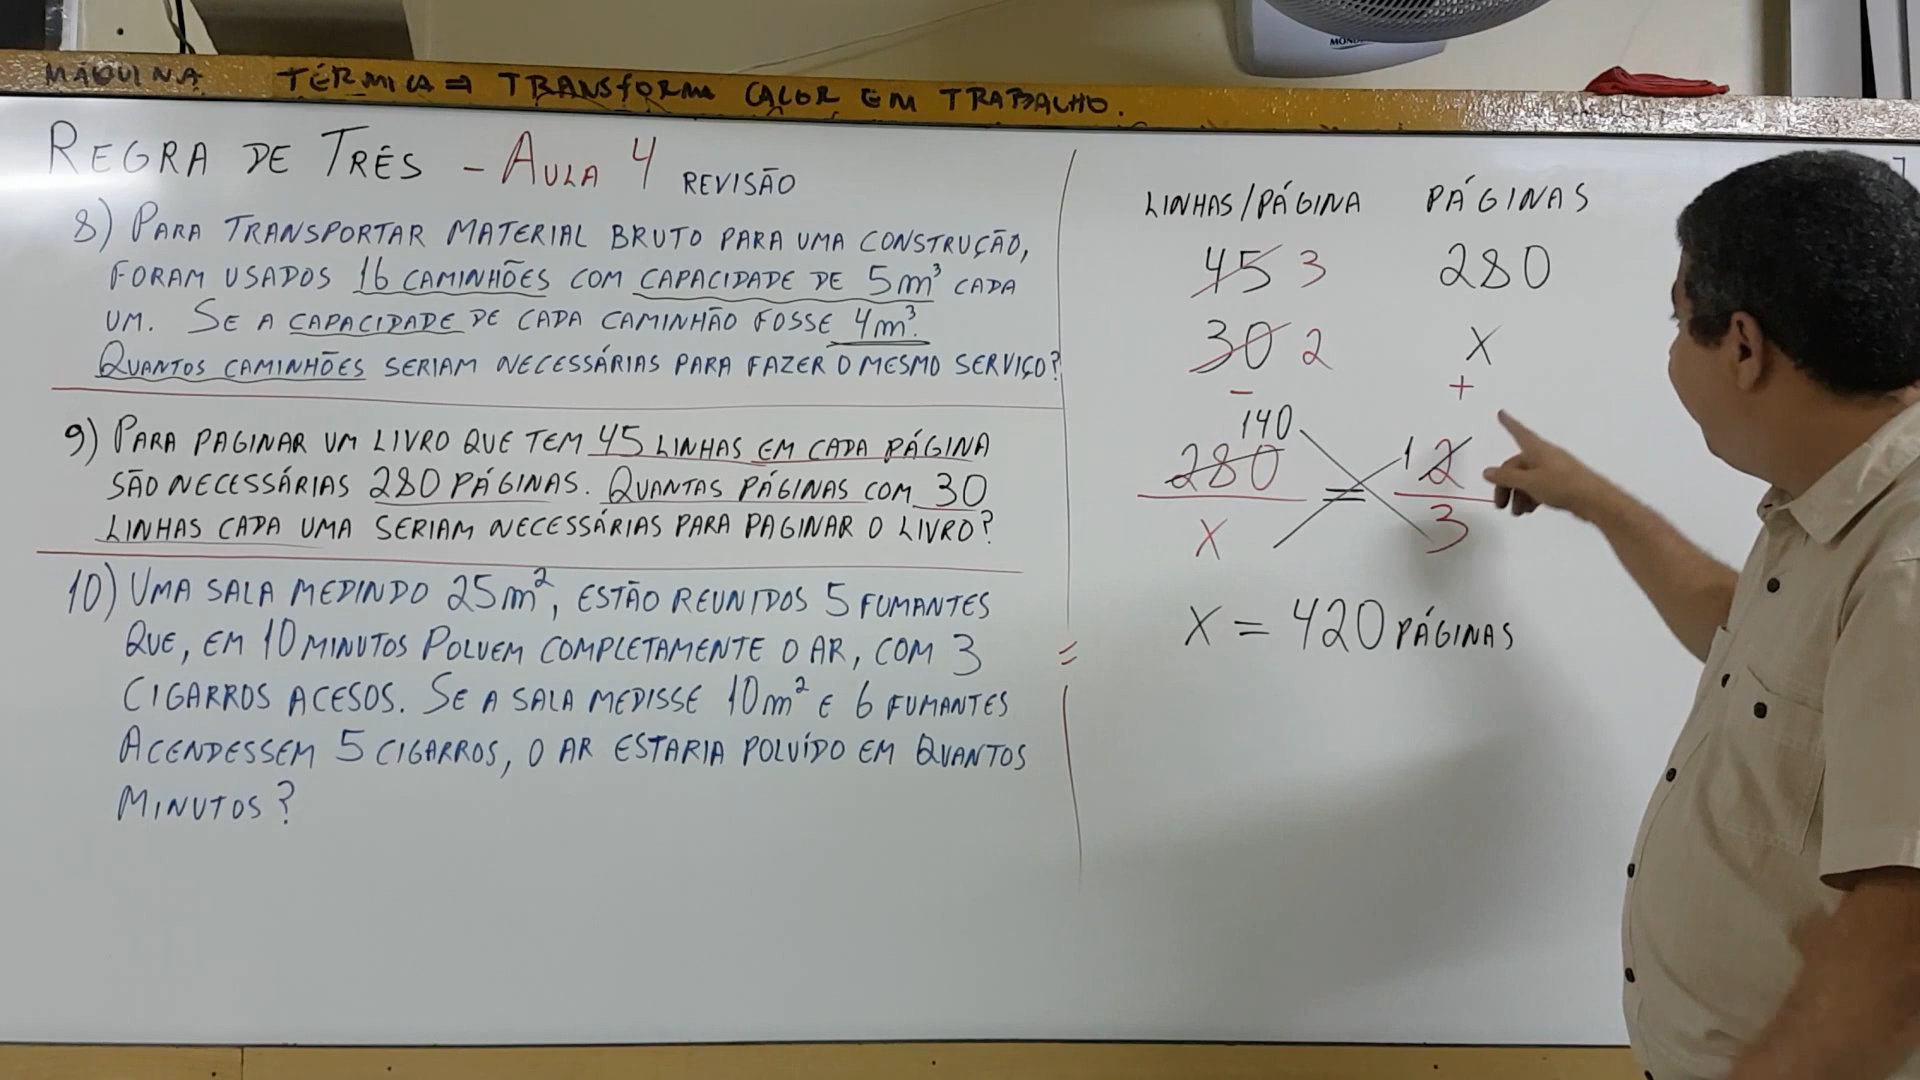 MÁQUINA TÉRMICA ⇒ TRANSFORMA CALOR EM TRABALHO.
REGRA DE TRÊS - AULA 4 REVISÃO
8) PARA TRANSPORTAR MATERIAL BRUTO PARA UMA CONSTRUÇÃO,
FORAM USADOS 16 CAMINHÕES COM CAPACIDADE DE 5m³ CADA
UM. SE A CAPACIDADE DE CADA CAMINHÃO FOSSE 4m³.
QUANTOS CAMINHÕES SERIAM NECESSÁRIAS PARA FAZER O MESMO SERVIÇO?
9) PARA PAGINAR UM LIVRO QUE TEM 45 LINHAS EM CADA PÁGINA
SÃO NECESSÁRIAS 280 PÁGINAS. QUANTAS PÁGINAS COM 30
LINHAS CADA UMA SERIAM NECESSÁRIAS PARA PAGINAR O LIVRO?
10) UMA SALA MEDINDO 25m², ESTÃO REUNIDOS 5 FUMANTES
QUE, EM 10 MINUTOS POLUEM COMPLETAMENTE O AR, COM 3
CIGARROS ACESOS. SE A SALA MEDISSE 10m² E 6 FUMANTES
ACENDESSEM 5 CIGARROS, O AR ESTARIA POLUÍDO EM QUANTOS
MINUTOS?
LINHAS/PÁGINA PÁGINAS
45 3 280
30 2 X
- +
140
280 = 1 2
X 3
X = 420 PÁGINAS